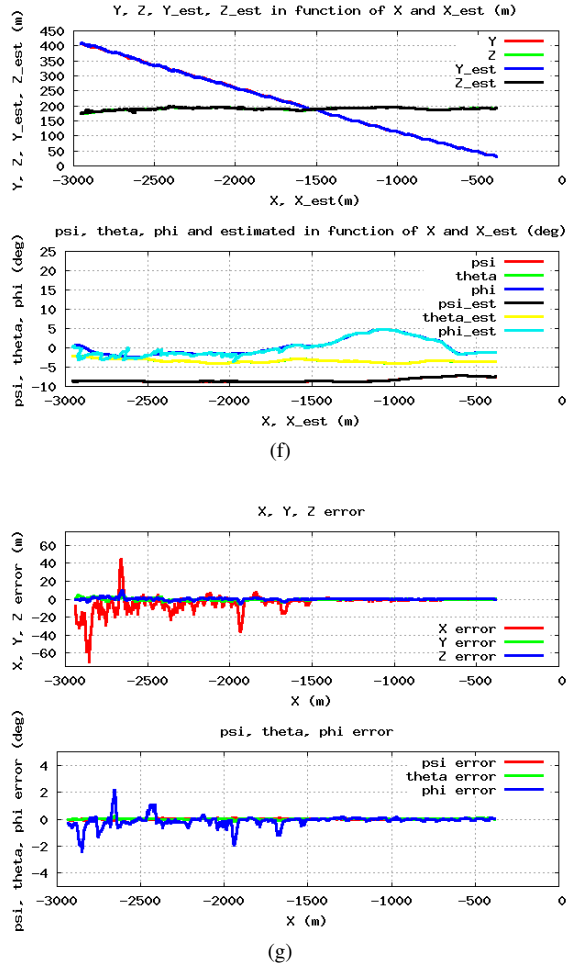 Y, Z, Y_est, Z_est in function of X and X_est (m)
Y, Z, Y_est, Z_est (m)
450
400
350
300
250
200
150
100
50
0
Y
Z
Y_est
Z_est
-3000 -2500 -2000 -1500 -1000 -500 0
X, X_est(m)
psi, theta, phi and estimated in function of X and X_est (deg)
psi, theta, phi (deg)
25
20
15
10
5
0
-5
-10
psi
theta
phi
psi_est
theta_est
phi_est
-3000 -2500 -2000 -1500 -1000 -500 0
X, X_est (m)
(f)
X, Y, Z error
X, Y, Z error (m)
60
40
20
0
-20
-40
-60
X error
Y error
Z error
-3000 -2500 -2000 -1500 -1000 -500 0
X (m)
psi, theta, phi error
psi, theta, phi error (deg)
4
2
0
-2
-4
psi error
theta error
phi error
-3000 -2500 -2000 -1500 -1000 -500 0
X (m)
(g)